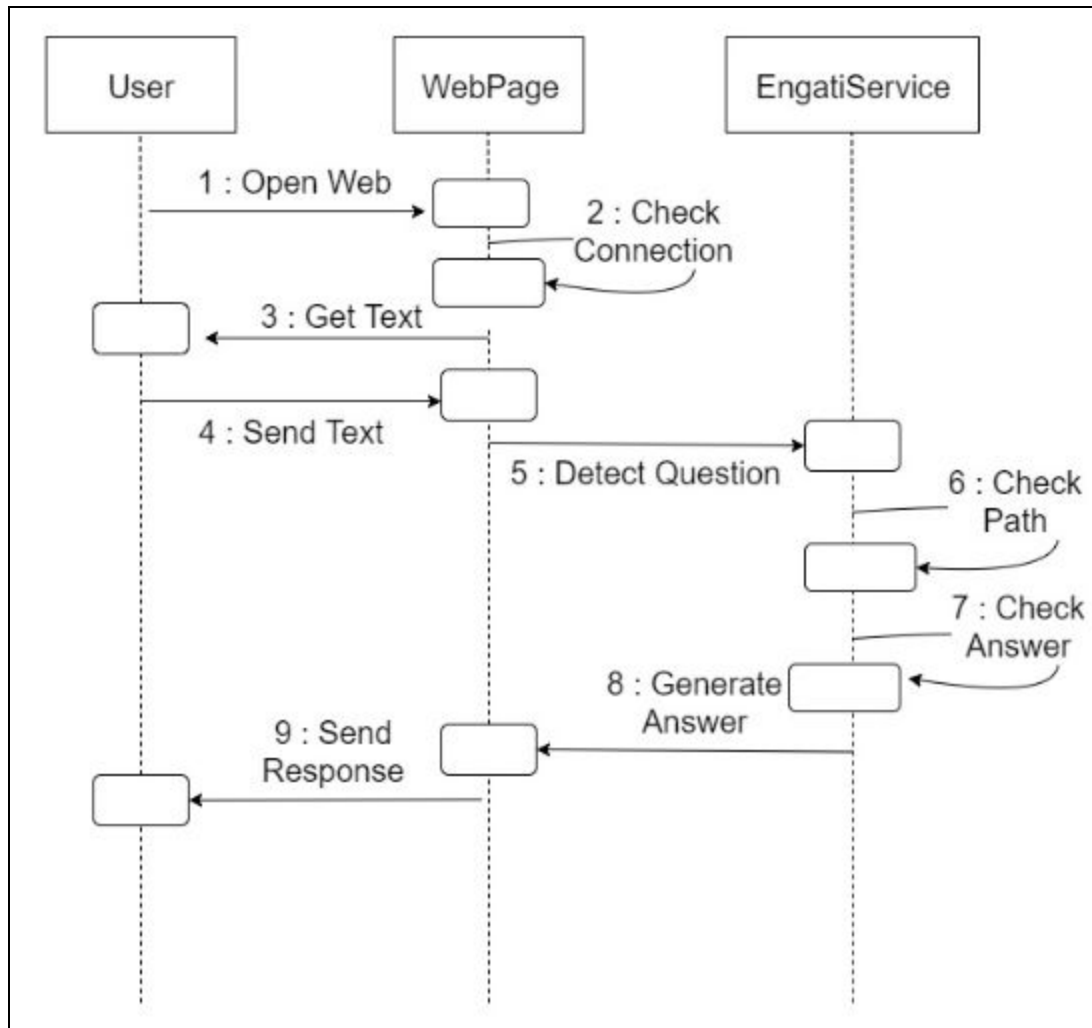 User
WebPage
EngatiService
1 : Open Web
2 : Check
Connection
3 : Get Text
4 : Send Text
5 : Detect Question
6 : Check
Path
7 : Check
Answer
8 : Generate
Answer
9 : Send
Response